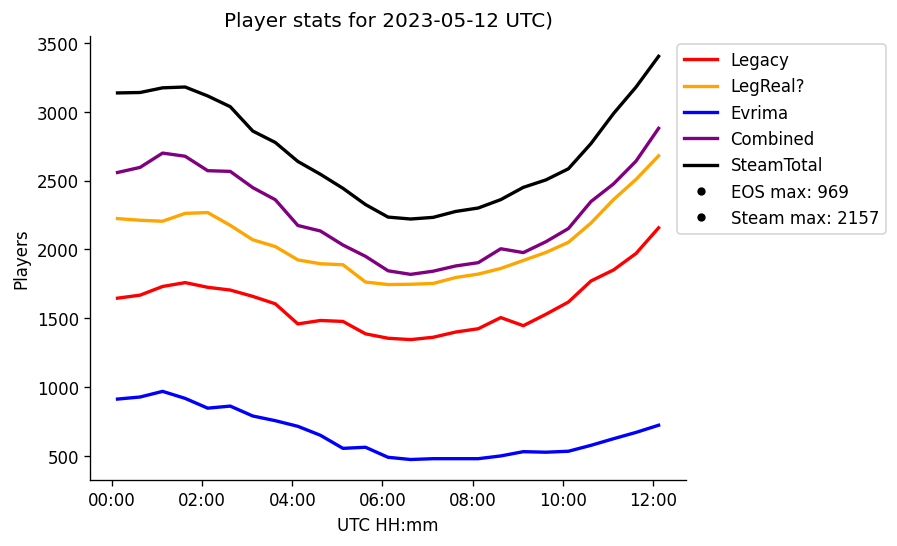 Player stats for 2023-05-12 UTC)
3500
3000
2500
2000
1500
1000
500
Players
00:00 02:00 04:00 06:00 08:00 10:00 12:00
UTC HH:mm
Legacy
LegReal?
Evrima
Combined
SteamTotal
EOS max: 969
Steam max: 2157